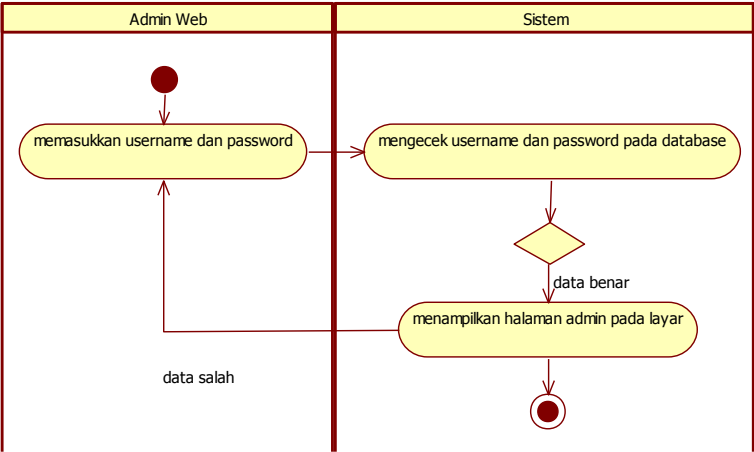 Admin Web
Sistem
memasukkan username dan password
mengecek username dan password pada database
data benar
menampilkan halaman admin pada layar
data salah